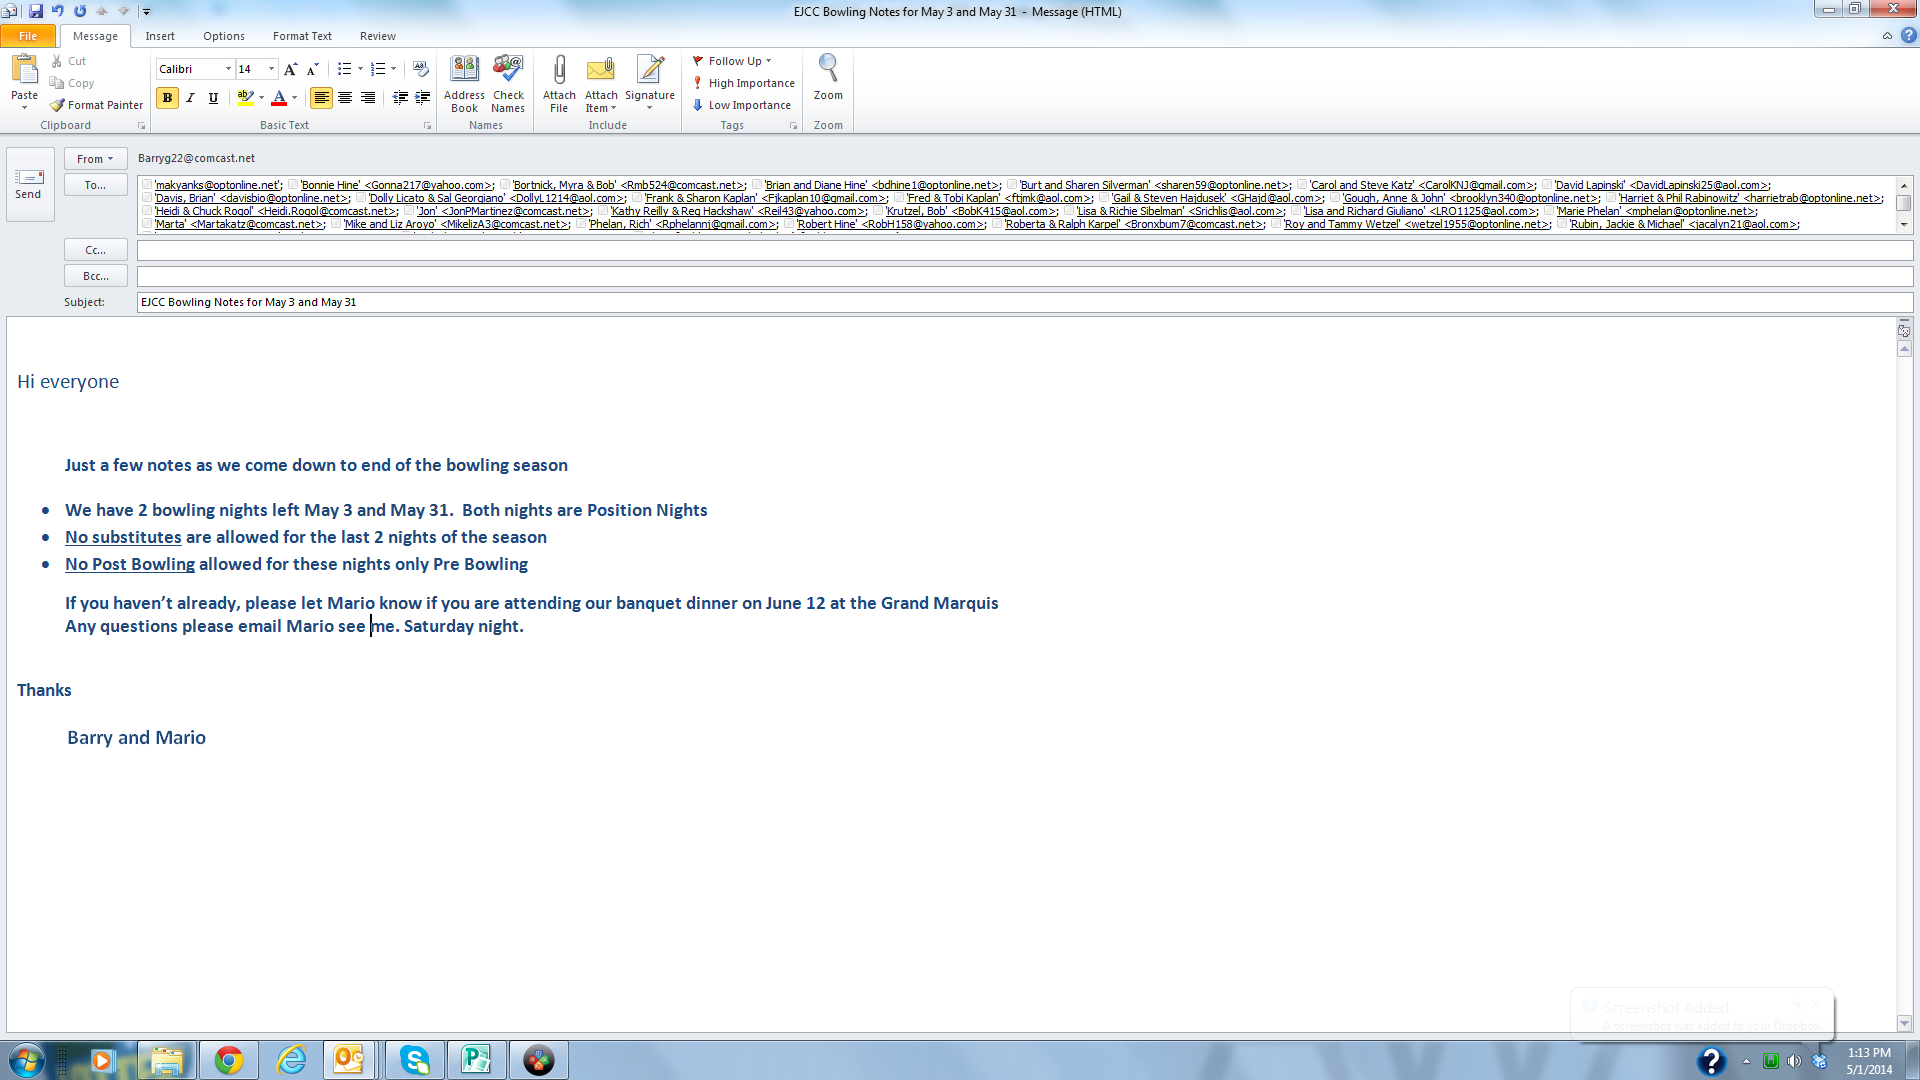 EJCC Bowling Notes for May 3 and May 31 - Message (HTML)
File Message Insert Options Format Text Review
Paste
Cut
Copy
Format Painter
Clipboard
Calibri 14
B I U
Basic Text
Address Book
Check Names
Names
Attach File
Attach Item
Signature
Include
Follow Up
High Importance
Low Importance
Tags
Zoom
Zoom
Send
From Barryg22@comcast.net
To... 'makyanks@optonline.net'; 'Bonnie Hine' <Gonna217@yahoo.com>; 'Bortnick, Myra & Bob' <Rmb524@comcast.net>; 'Brian and Diane Hine' <bdhine1@optonline.net>; 'Burt and Sharen Silverman' <sharen59@optonline.net>; 'Carol and Steve Katz' <CarolKNJ@gmail.com>; 'David Lapinski' <DavidLapinski25@aol.com>;
'Davis, Brian' <davisbio@optonline.net>; 'Dolly Licato & Sal Georgiano' <DollyL1214@aol.com>; 'Frank & Sharon Kaplan' <Fjkaplan10@gmail.com>; 'Fred & Tobi Kaplan' <ftjmk@aol.com>; 'Gail & Steven Hajdusek' <GHajd@aol.com>; 'Gough, Anne & John' <brooklyn340@optonline.net>; 'Harriet & Phil Rabinowitz' <harrietrab@optonline.net>;
'Heidi & Chuck Rogol' <Heidi.Rogol@comcast.net>; 'Jon' <JonPMartinez@comcast.net>; 'Kathy Reilly & Reg Hackshaw' <Reil43@yahoo.com>; 'Krutzel, Bob' <BobK415@aol.com>; 'Lisa & Richie Sibelman' <Srichlis@aol.com>; 'Lisa and Richard Giuliano' <LRO1125@aol.com>; 'Marie Phelan' <mphelan@optonline.net>;
'Marta' <Martakatz@comcast.net>; 'Mike and Liz Aroyo' <MikelizA3@comcast.net>; 'Phelan, Rich' <Rphelannj@gmail.com>; 'Robert Hine' <RobH158@yahoo.com>; 'Roberta & Ralph Karpel' <Bronxbum7@comcast.net>; 'Roy and Tammy Wetzel' <wetzel1955@optonline.net>; 'Rubin, Jackie & Michael' <jacalyn21@aol.com>;
Cc...
Bcc...
Subject: EJCC Bowling Notes for May 3 and May 31
Hi everyone
Just a few notes as we come down to end of the bowling season
• We have 2 bowling nights left May 3 and May 31.  Both nights are Position Nights
• No substitutes are allowed for the last 2 nights of the season
• No Post Bowling allowed for these nights only Pre Bowling
If you haven't already, please let Mario know if you are attending our banquet dinner on June 12 at the Grand Marquis
Any questions please email Mario see me. Saturday night.
Thanks
Barry and Mario
Screenshot Added
A screenshot was added to your Dropbox.
1:13 PM
5/1/2014